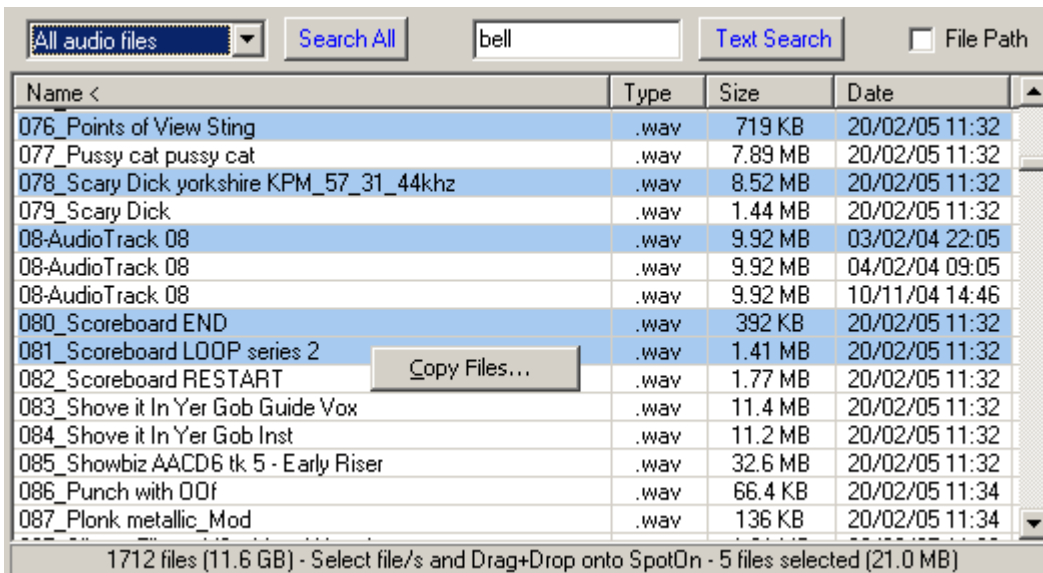 All audio files Search All bell Text Search File Path
Name < Type Size Date
076_Points of View Sting .wav 719 KB 20/02/05 11:32
077_Pussy cat pussy cat .wav 7.89 MB 20/02/05 11:32
078_Scary Dick yorkshire KPM_57_31_44khz .wav 8.52 MB 20/02/05 11:32
079_Scary Dick .wav 1.44 MB 20/02/05 11:32
08-AudioTrack 08 .wav 9.92 MB 03/02/04 22:05
08-AudioTrack 08 .wav 9.92 MB 04/02/04 09:05
08-AudioTrack 08 .wav 9.92 MB 10/11/04 14:46
080_Scoreboard END .wav 392 KB 20/02/05 11:32
081_Scoreboard LOOP series 2 .wav 1.41 MB 20/02/05 11:32
Copy Files...
082_Scoreboard RESTART .wav 1.77 MB 20/02/05 11:32
083_Shove it In Yer Gob Guide Vox .wav 11.4 MB 20/02/05 11:32
084_Shove it In Yer Gob Inst .wav 11.2 MB 20/02/05 11:32
085_Showbiz AACD6 tk 5 - Early Riser .wav 32.6 MB 20/02/05 11:32
086_Punch with OOf .wav 66.4 KB 20/02/05 11:34
087_Plonk metallic_Mod .wav 136 KB 20/02/05 11:34
1712 files (11.6 GB) - Select file/s and Drag+Drop onto SpotOn - 5 files selected (21.0 MB)